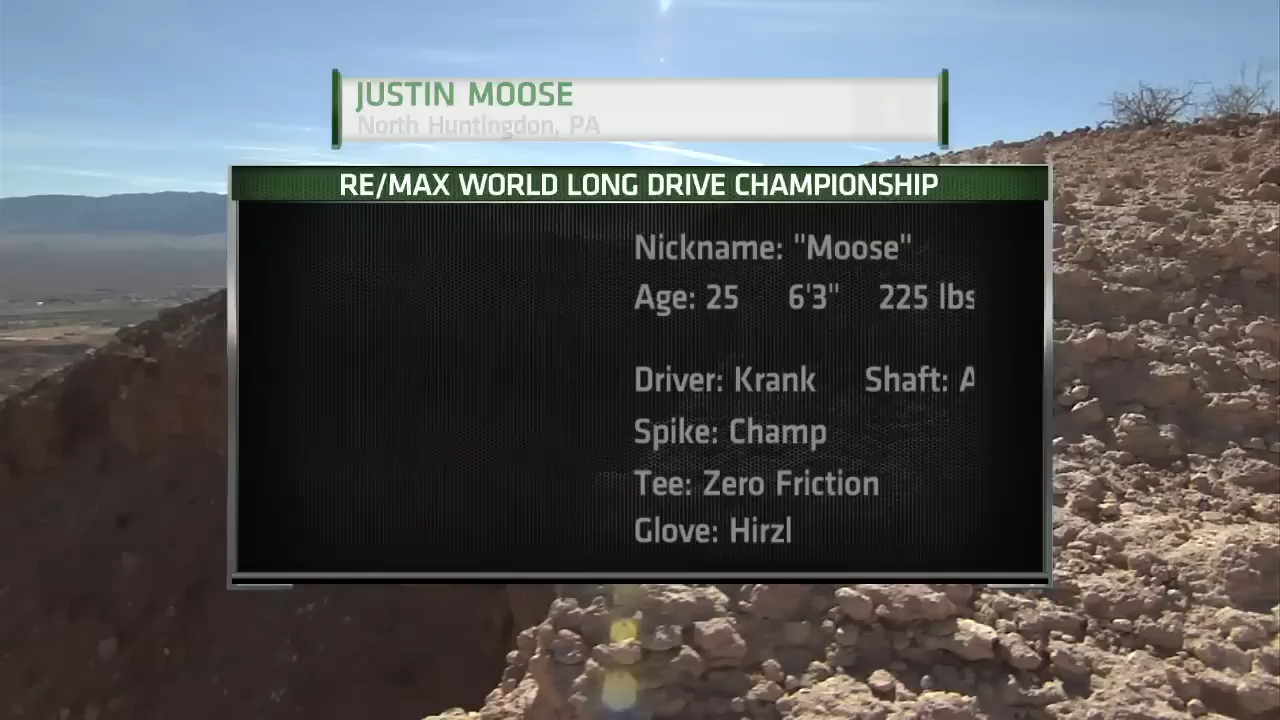 JUSTIN MOOSE
North Huntingdon, PA
RE/MAX WORLD LONG DRIVE CHAMPIONSHIP
Nickname: "Moose"
Age: 25 6'3" 225 lbs
Driver: Krank Shaft: A
Spike: Champ
Tee: Zero Friction
Glove: Hirzl